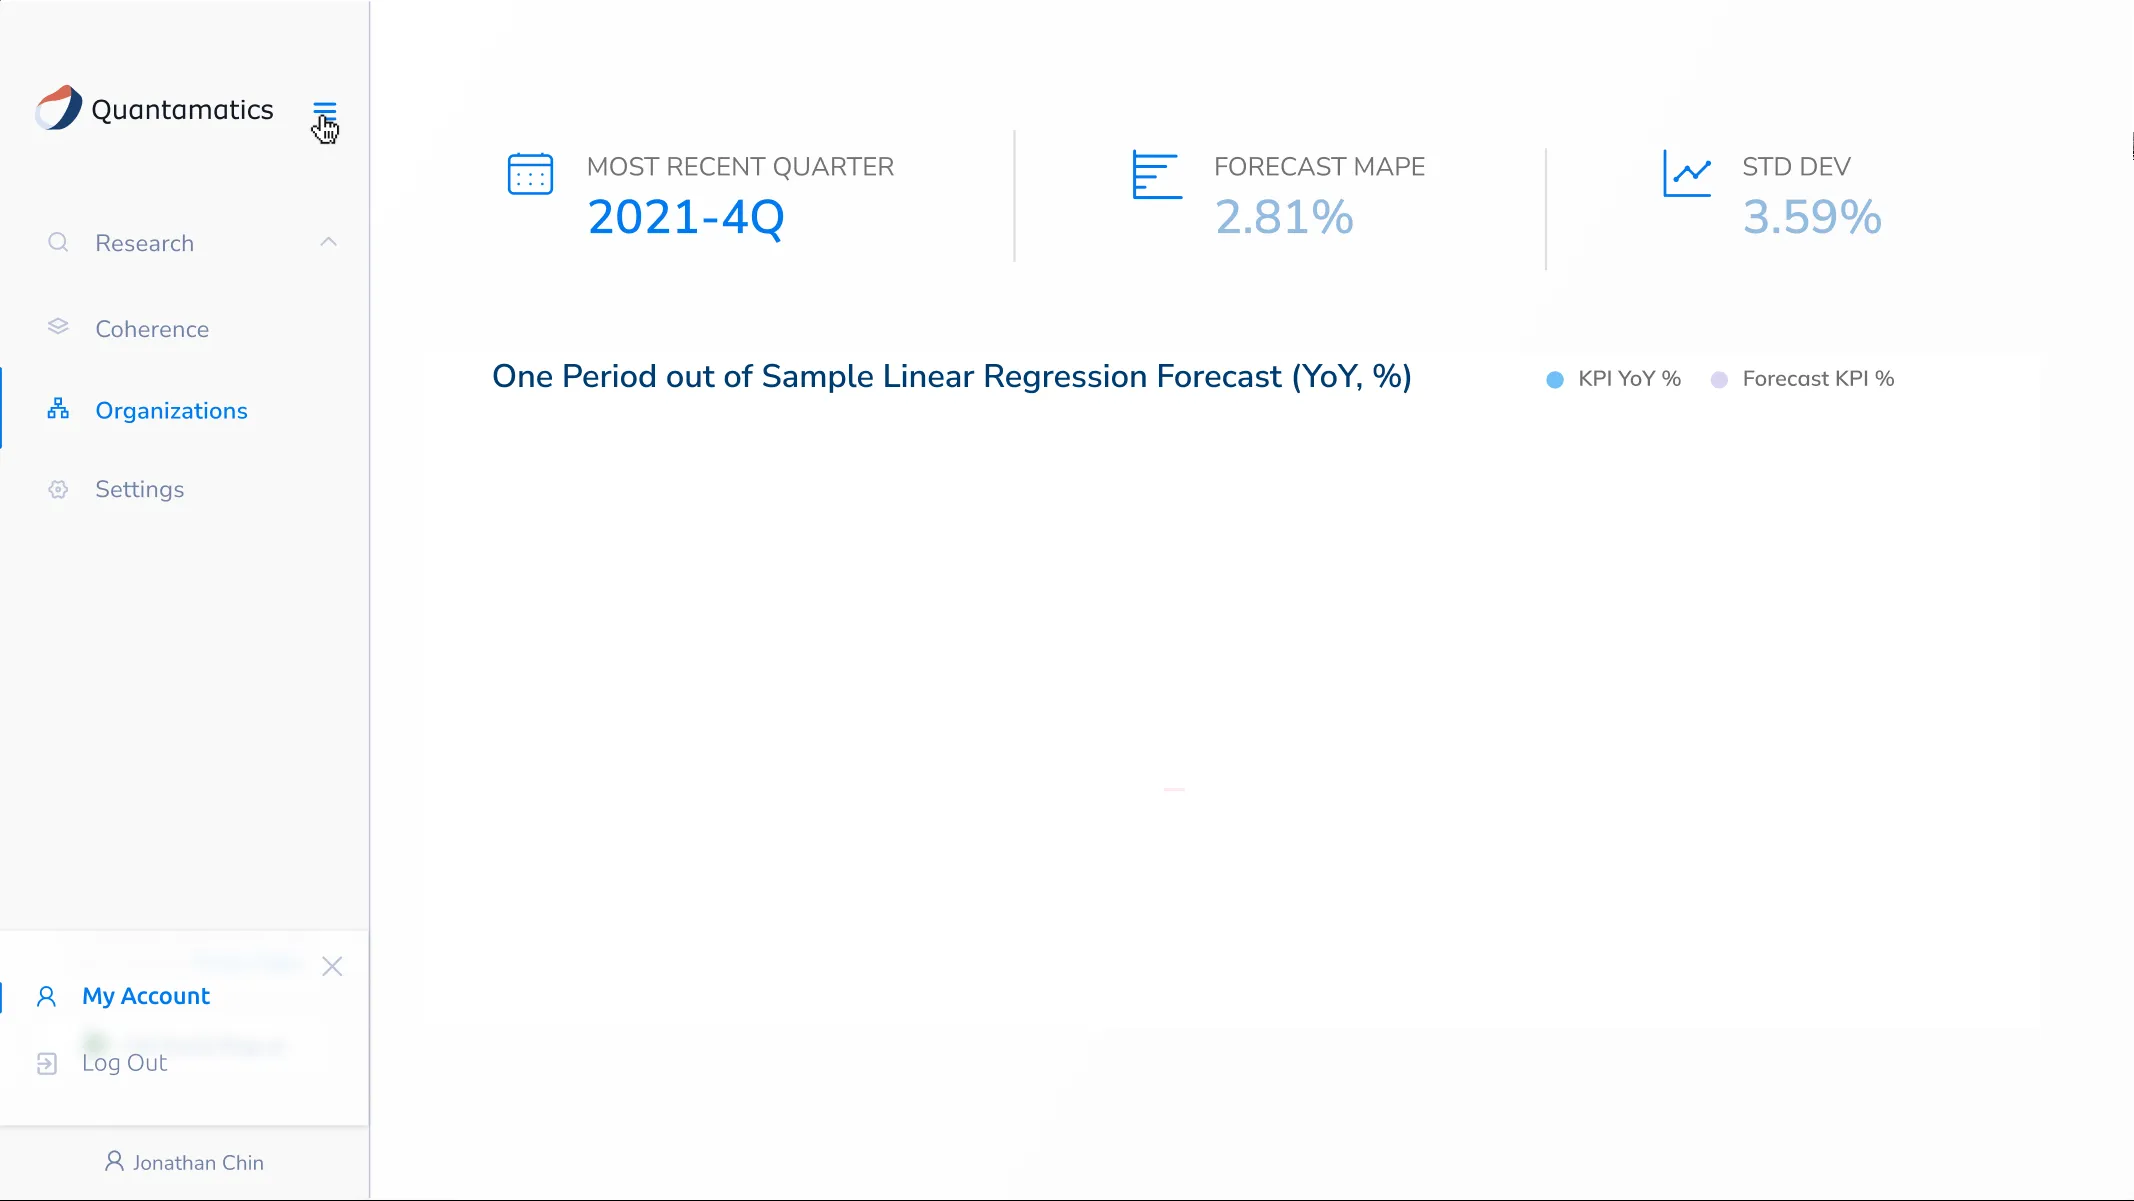 Quantamatics
Research
Coherence
Organizations
Settings
My Account
Log Out
Jonathan Chin
MOST RECENT QUARTER
2021-4Q
FORECAST MAPE
2.81%
STD DEV
3.59%
One Period out of Sample Linear Regression Forecast (YoY, %)
KPI YoY %
Forecast KPI %